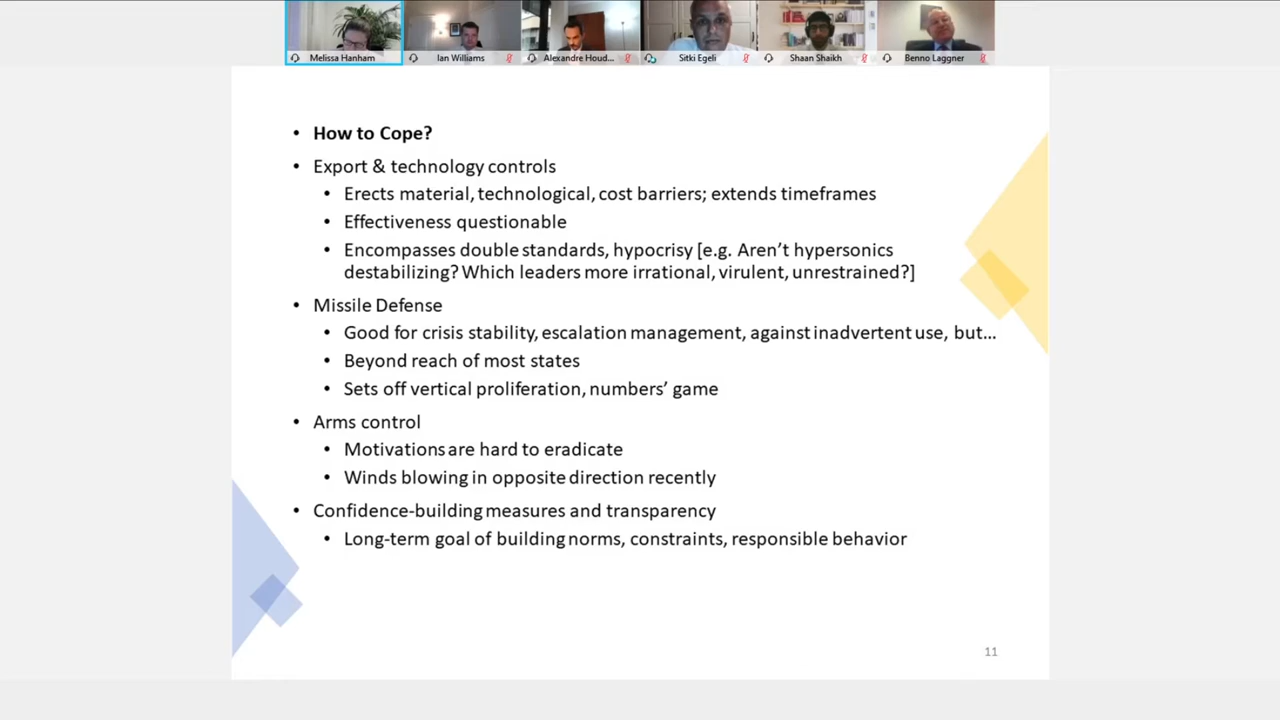 Melissa Hanham
Ian Williams
Alexandre Houd...
Sitki Egeli
Shaan Shaikh
Benno Laggner
• How to Cope?
• Export & technology controls
• Erects material, technological, cost barriers; extends timeframes
• Effectiveness questionable
• Encompasses double standards, hypocrisy [e.g. Aren't hypersonics
destabilizing? Which leaders more irrational, virulent, unrestrained?]
• Missile Defense
• Good for crisis stability, escalation management, against inadvertent use, but…
• Beyond reach of most states
• Sets off vertical proliferation, numbers' game
• Arms control
• Motivations are hard to eradicate
• Winds blowing in opposite direction recently
• Confidence-building measures and transparency
• Long-term goal of building norms, constraints, responsible behavior
11